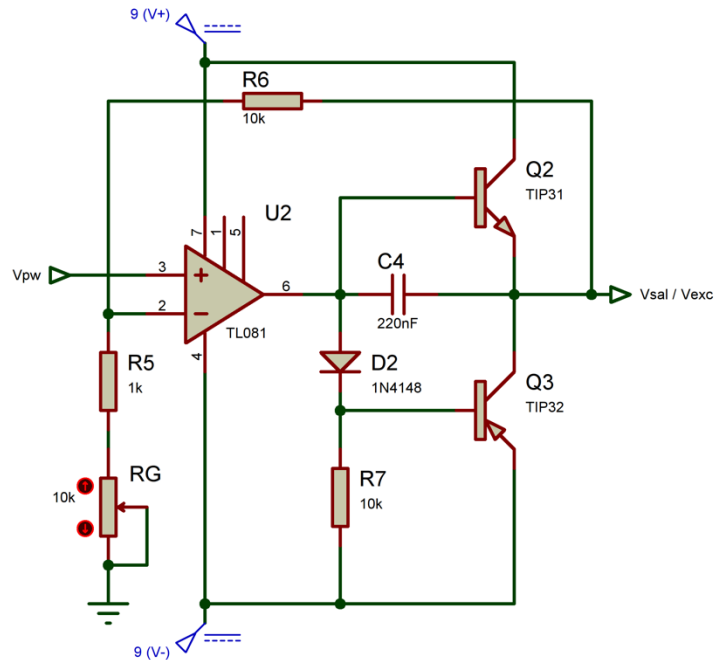 9 (V+)
R6
10k
Q2
TIP31
U2
7
1
5
C4
Vpw
3
+
6
Vsal / Vexc
2
−
TL081
220nF
4
R5
1k
D2
1N4148
Q3
TIP32
RG
10k
R7
10k
9 (V-)